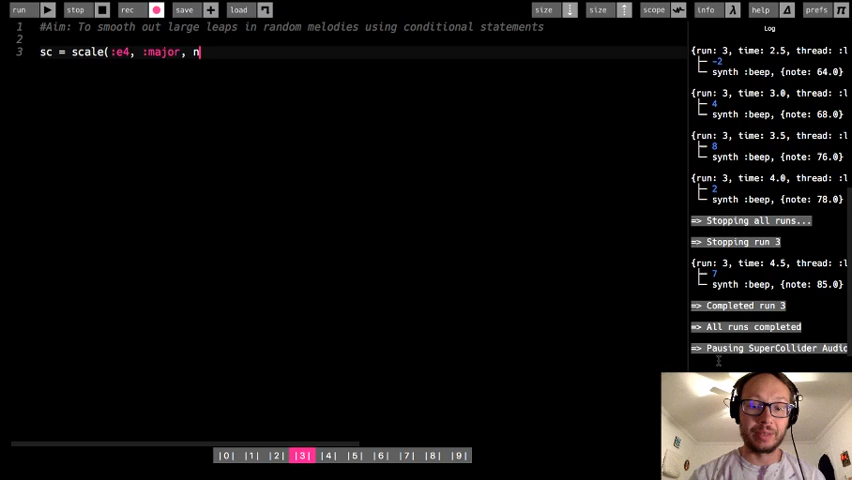 run
stop
rec
save
load
size
size
scope
info
help
prefs
1 #Aim: To smooth out large leaps in random melodies using conditional statements
2
3 sc = scale(:e4, :major, n
Log
{run: 3, time: 2.5, thread: :l
-2
synth :beep, {note: 64.0}
{run: 3, time: 3.0, thread: :l
4
synth :beep, {note: 68.0}
{run: 3, time: 3.5, thread: :l
8
synth :beep, {note: 76.0}
{run: 3, time: 4.0, thread: :l
2
synth :beep, {note: 78.0}
=> Stopping all runs...
=> Stopping run 3
{run: 3, time: 4.5, thread: :l
7
synth :beep, {note: 85.0}
=> Completed run 3
=> All runs completed
=> Pausing SuperCollider Audio
|0| |1| |2| |3| |4| |5| |6| |7| |8| |9|